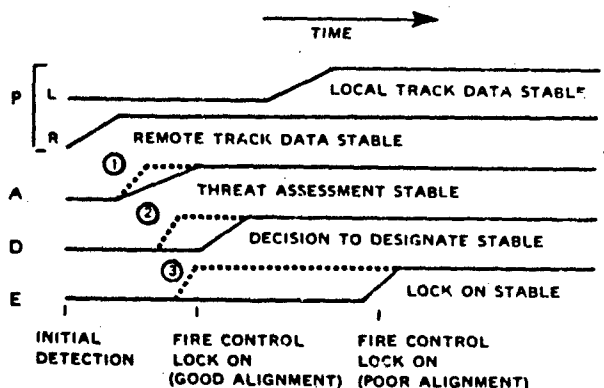 TIME
P
L
LOCAL TRACK DATA STABLE
R
REMOTE TRACK DATA STABLE
1
A
THREAT ASSESSMENT STABLE
2
D
DECISION TO DESIGNATE STABLE
3
E
LOCK ON STABLE
INITIAL
DETECTION
FIRE CONTROL
LOCK ON
(GOOD ALIGNMENT)
FIRE CONTROL
LOCK ON
(POOR ALIGNMENT)